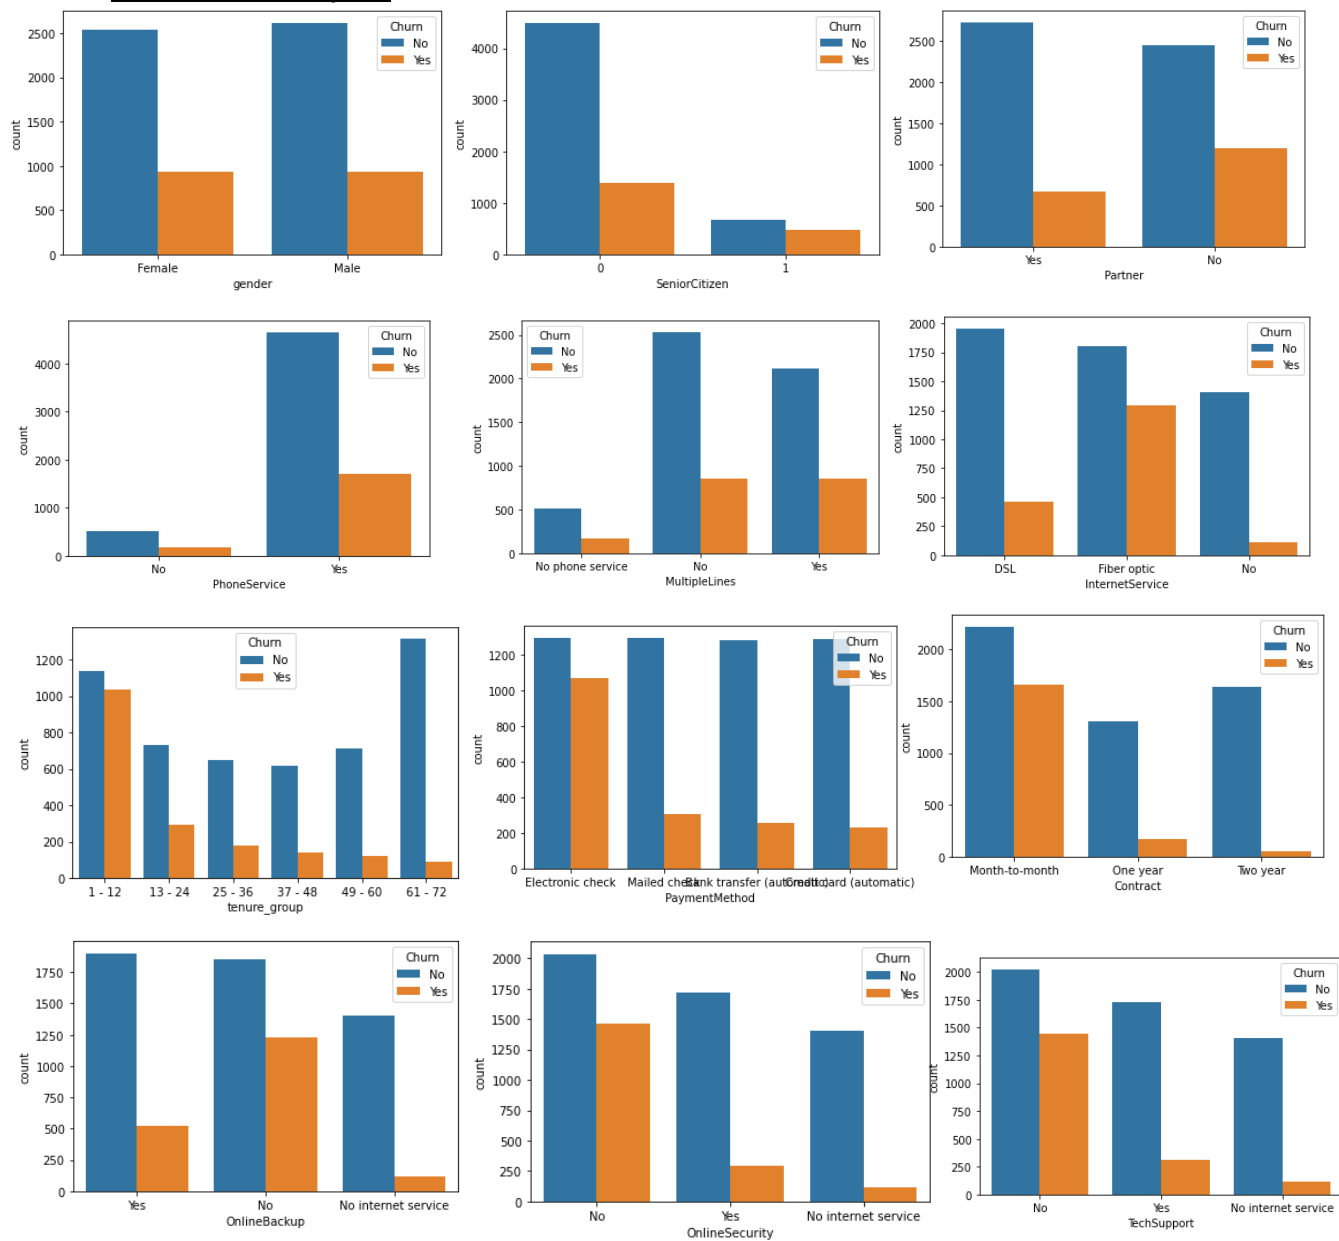 Churn
No
Yes
2500
2000
1500
1000
500
0
count
Female Male
gender
Churn
No
Yes
4000
3000
2000
1000
0
count
0 1
SeniorCitizen
Churn
No
Yes
2500
2000
1500
1000
500
0
count
Yes No
Partner
Churn
No
Yes
4000
3000
2000
1000
0
count
No Yes
PhoneService
Churn
No
Yes
2500
2000
1500
1000
500
0
count
No phone service No Yes
MultipleLines
Churn
No
Yes
2000
1750
1500
1250
1000
750
500
250
0
count
DSL Fiber optic No
InternetService
Churn
No
Yes
1200
1000
800
600
400
200
0
count
1 - 12 13 - 24 25 - 36 37 - 48 49 - 60 61 - 72
tenure_group
Churn
No
Yes
1200
1000
800
600
400
200
0
count
Electronic check Mailed check Bank transfer (automatic) Credit card (automatic)
PaymentMethod
Churn
No
Yes
2000
1500
1000
500
0
count
Month-to-month One year Two year
Contract
Churn
No
Yes
1750
1500
1250
1000
750
500
250
0
count
Yes No No internet service
OnlineBackup
Churn
No
Yes
2000
1750
1500
1250
1000
750
500
250
0
count
No Yes No internet service
OnlineSecurity
Churn
No
Yes
2000
1750
1500
1250
1000
750
500
250
0
count
No Yes No internet service
TechSupport